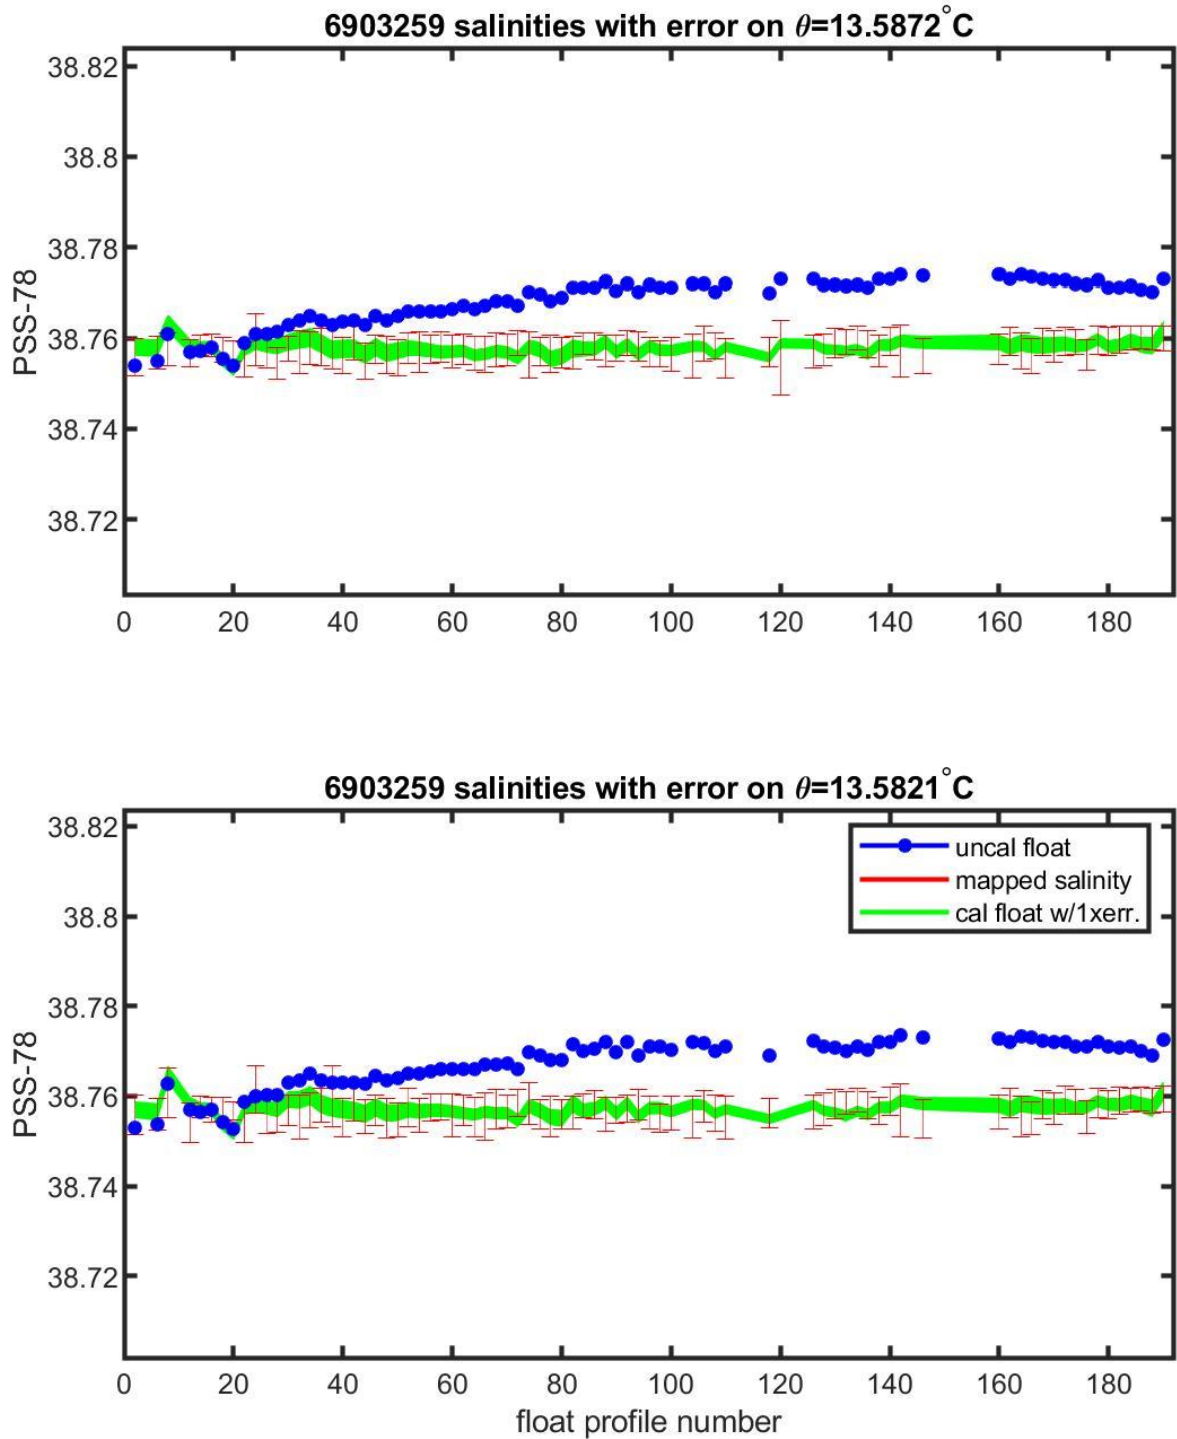 6903259 salinities with error on θ=13.5872°C
38.82
38.8
38.78
38.76
38.74
38.72
PSS-78
0 20 40 60 80 100 120 140 160 180
6903259 salinities with error on θ=13.5821°C
38.82
38.8
38.78
38.76
38.74
38.72
PSS-78
uncal float
mapped salinity
cal float w/1xerr.
0 20 40 60 80 100 120 140 160 180
float profile number